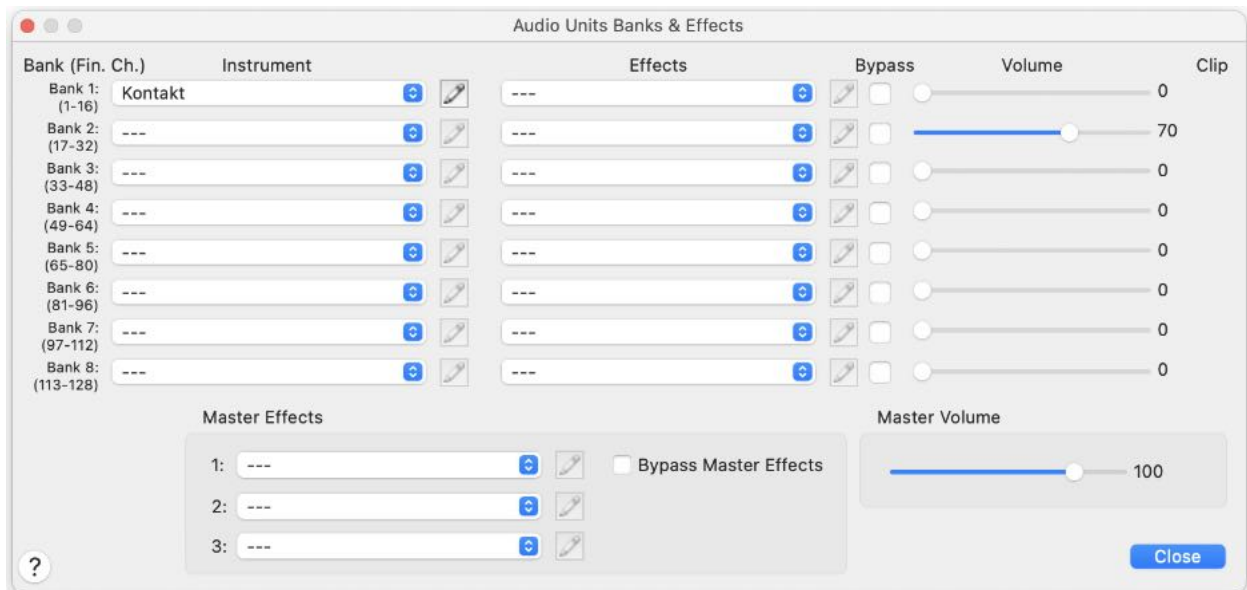 Audio Units Banks & Effects
Bank (Fin. Ch.) Instrument Effects Bypass Volume Clip
Bank 1: Kontakt --- 0
(1-16)
Bank 2: --- --- 70
(17-32)
Bank 3: --- --- 0
(33-48)
Bank 4: --- --- 0
(49-64)
Bank 5: --- --- 0
(65-80)
Bank 6: --- --- 0
(81-96)
Bank 7: --- --- 0
(97-112)
Bank 8: --- --- 0
(113-128)
Master Effects Master Volume
1: --- Bypass Master Effects 100
2: ---
3: ---
? Close